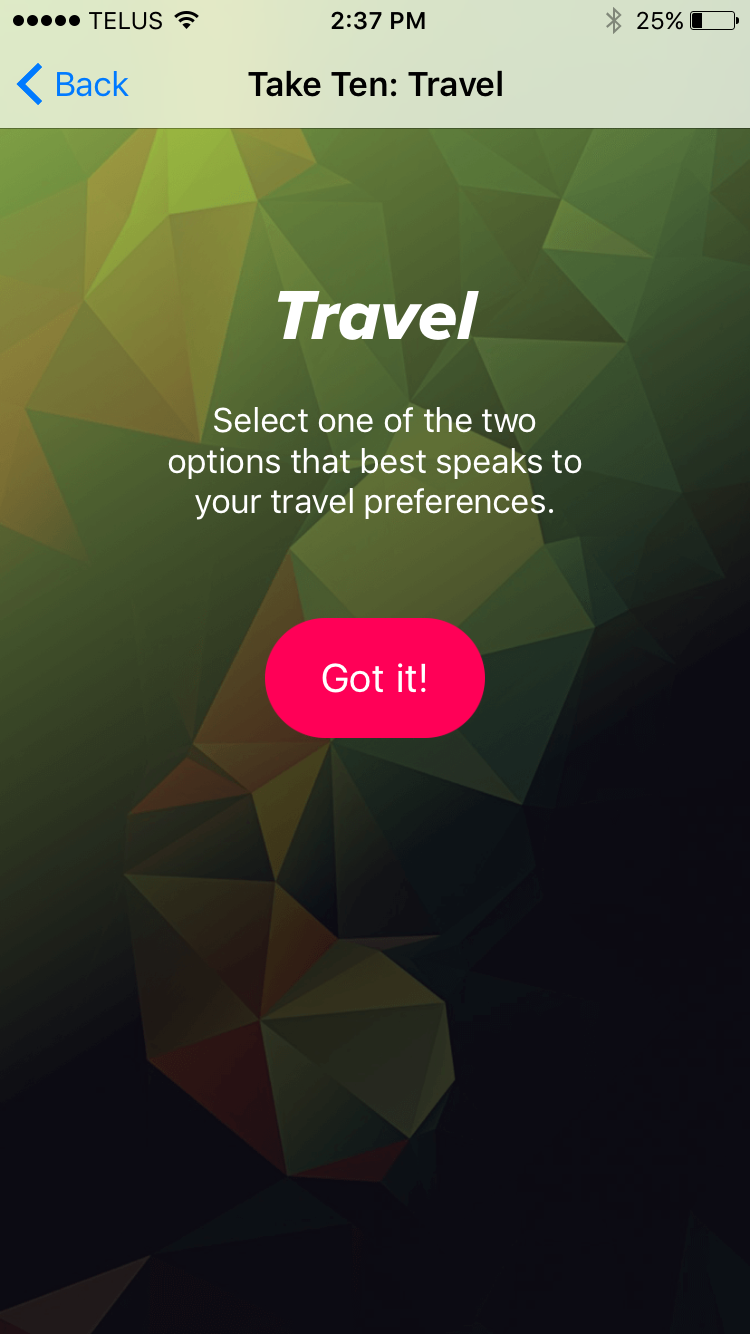 TELUS 2:37 PM 25%
Back Take Ten: Travel
Travel
Select one of the two
options that best speaks to
your travel preferences.
Got it!